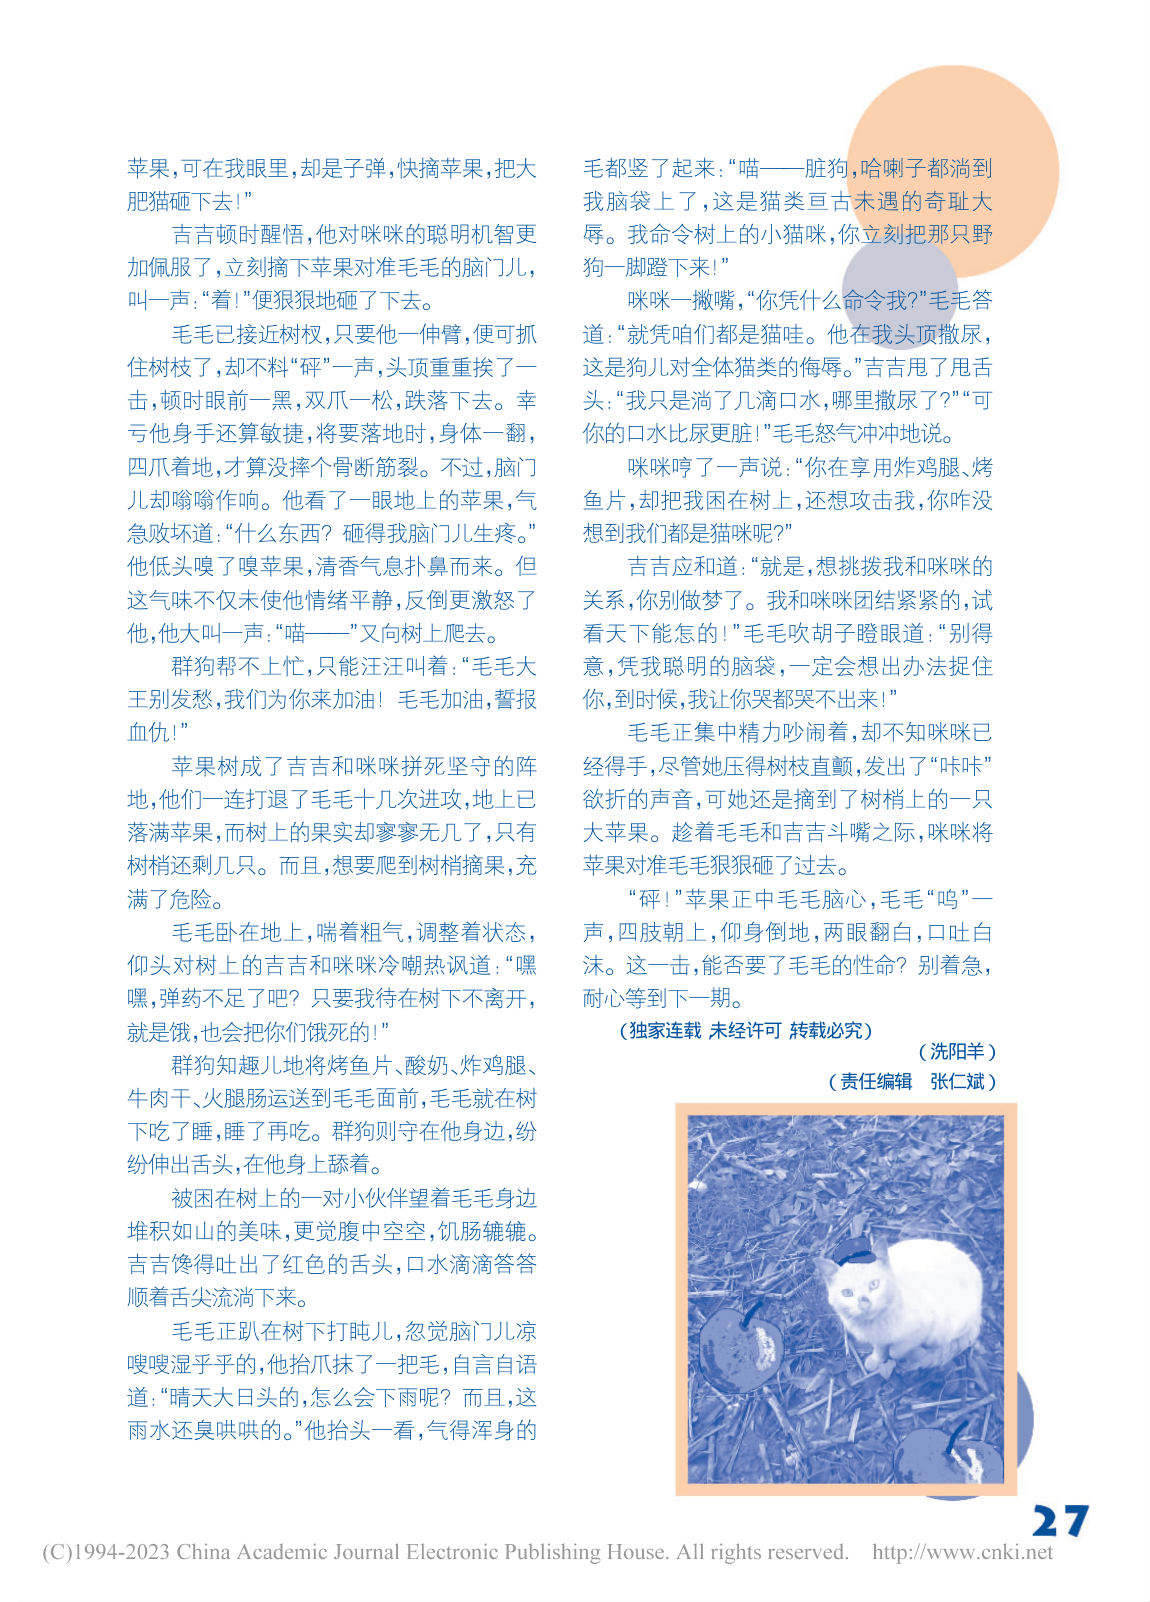 苹果,可在我眼里,却是子弹,快摘苹果,把大
肥猫砸下去!”
吉吉顿时醒悟,他对咪咪的聪明机智更
加佩服了,立刻摘下苹果对准毛毛的脑门儿,
叫一声:“着!”便狠狠地砸了下去。
毛毛已接近树杈,只要他一伸臂,便可抓
住树枝了,却不料“砰”一声,头顶重重挨了一
击,顿时眼前一黑,双爪一松,跌落下去。幸
亏他身手还算敏捷,将要落地时,身体一翻,
四爪着地,才算没摔个骨断筋裂。不过,脑门
儿却嗡嗡作响。他看了一眼地上的苹果,气
急败坏道:“什么东西?砸得我脑门儿生疼。”
他低头嗅了嗅苹果,清香气息扑鼻而来。但
这气味不仅未使他情绪平静,反倒更激怒了
他,他大叫一声:“喵——”又向树上爬去。
群狗帮不上忙,只能汪汪叫着:“毛毛大
王别发愁,我们为你来加油!毛毛加油,誓报
血仇!”
苹果树成了吉吉和咪咪拼死坚守的阵
地,他们一连打退了毛毛十几次进攻,地上已
落满苹果,而树上的果实却寥寥无几了,只有
树梢还剩几只。而且,想要爬到树梢摘果,充
满了危险。
毛毛卧在地上,喘着粗气,调整着状态,
仰头对树上的吉吉和咪咪冷嘲热讽道:“嘿
嘿,弹药不足了吧?只要我待在树下不离开,
就是饿,也会把你们饿死的!”
群狗知趣儿地将烤鱼片、酸奶、炸鸡腿、
牛肉干、火腿肠运送到毛毛面前,毛毛就在树
下吃了睡,睡了再吃。群狗则守在他身边,纷
纷伸出舌头,在他身上舔着。
被困在树上的一对小伙伴望着毛毛身边
堆积如山的美味,更觉腹中空空,饥肠辘辘。
吉吉馋得吐出了红色的舌头,口水滴滴答答
顺着舌尖流淌下来。
毛毛正趴在树下打盹儿,忽觉脑门儿凉
嗖嗖湿乎乎的,他抬爪抹了一把毛,自言自语
道:“晴天大日头的,怎么会下雨呢?而且,这
雨水还臭哄哄的。”他抬头一看,气得浑身的
毛都竖了起来:“喵——脏狗,哈喇子都淌到
我脑袋上了,这是猫类亘古未遇的奇耻大
辱。我命令树上的小猫咪,你立刻把那只野
狗一脚蹬下来!”
咪咪一撇嘴,“你凭什么命令我?”毛毛答
道:“就凭咱们都是猫哇。他在我头顶撒尿,
这是狗儿对全体猫类的侮辱。”吉吉甩了甩舌
头:“我只是淌了几滴口水,哪里撒尿了?”“可
你的口水比尿更脏!”毛毛怒气冲冲地说。
咪咪哼了一声说:“你在享用炸鸡腿、烤
鱼片,却把我困在树上,还想攻击我,你咋没
想到我们都是猫咪呢?”
吉吉应和道:“就是,想挑拨我和咪咪的
关系,你别做梦了。我和咪咪团结紧紧的,试
看天下能怎的!”毛毛吹胡子瞪眼道:“别得
意,凭我聪明的脑袋,一定会想出办法捉住
你,到时候,我让你哭都哭不出来!”
毛毛正集中精力吵闹着,却不知咪咪已
经得手,尽管她压得树枝直颤,发出了“咔咔”
欲折的声音,可她还是摘到了树梢上的一只
大苹果。趁着毛毛和吉吉斗嘴之际,咪咪将
苹果对准毛毛狠狠砸了过去。
“砰!”苹果正中毛毛脑心,毛毛“呜”一
声,四肢朝上,仰身倒地,两眼翻白,口吐白
沫。这一击,能否要了毛毛的性命?别着急,
耐心等到下一期。
(独家连载,未经许可,转载必究)
(冼阳羊)
(责任编辑 张仁斌)
27
(C)1994-2023 China Academic Journal Electronic Publishing House. All rights reserved. http://www.cnki.net